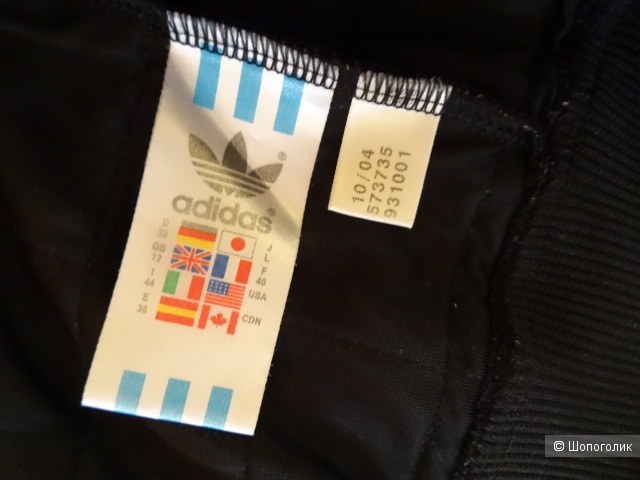 ®
adidas®
D
38
J
L
GB
12
F
40
I
44
USA
E
38
CDN
10/04
573735
931001
© Шопоголик